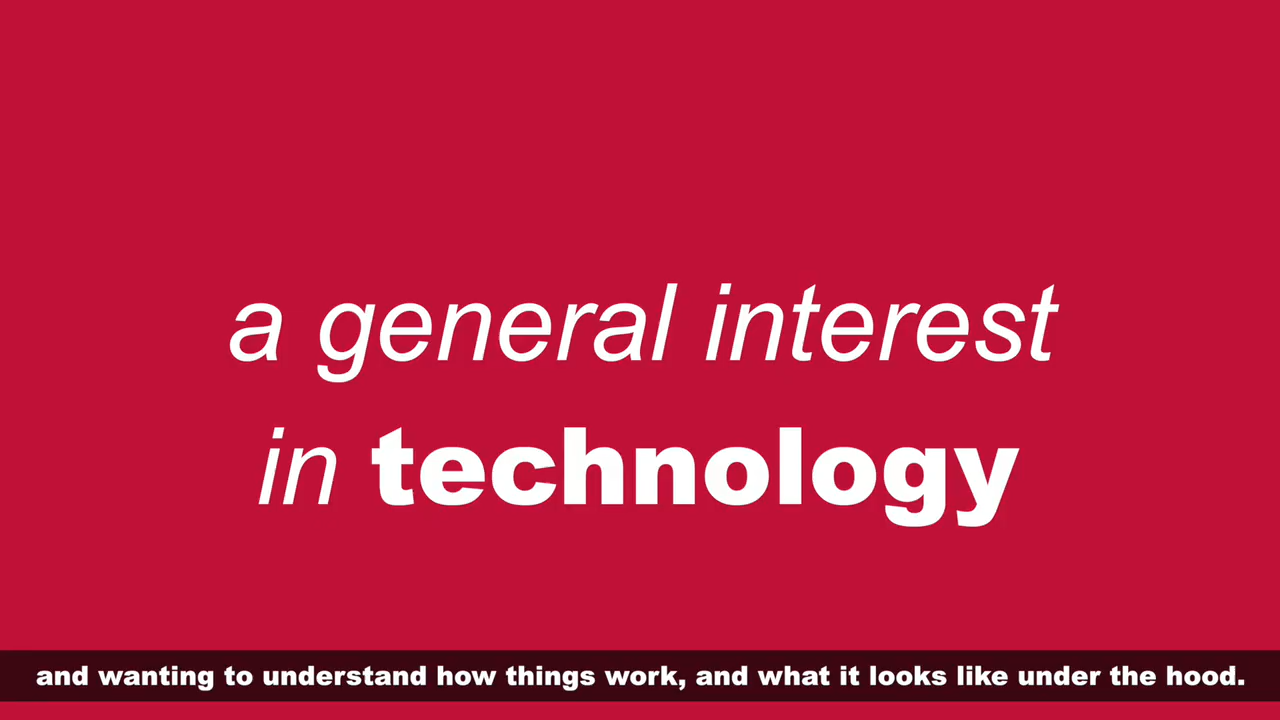 a general interest
in technology
and wanting to understand how things work, and what it looks like under the hood.